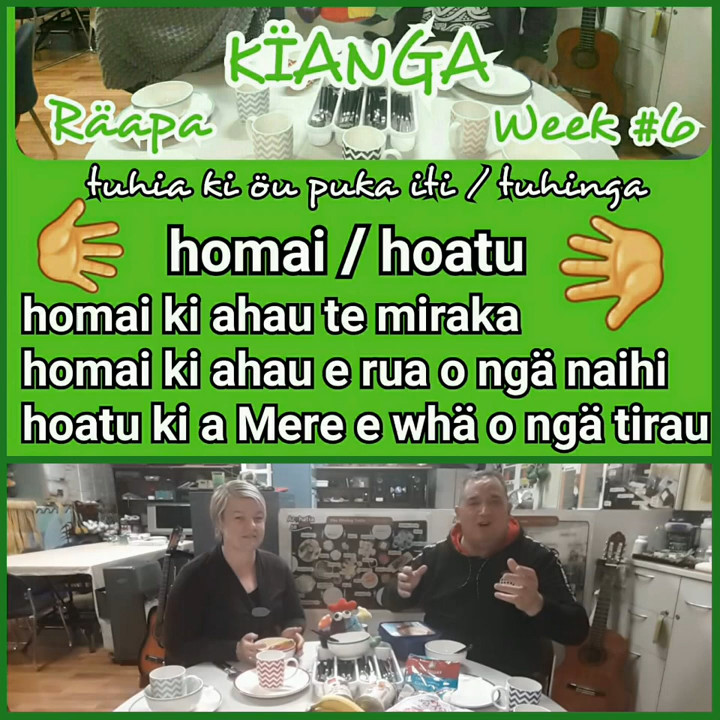 KÏANGA
Räapa
Week #6
tuhia ki öu puka iti / tuhinga
homai / hoatu
homai ki ahau te miraka
homai ki ahau e rua o ngä naihi
hoatu ki a Mere e whä o ngä tirau